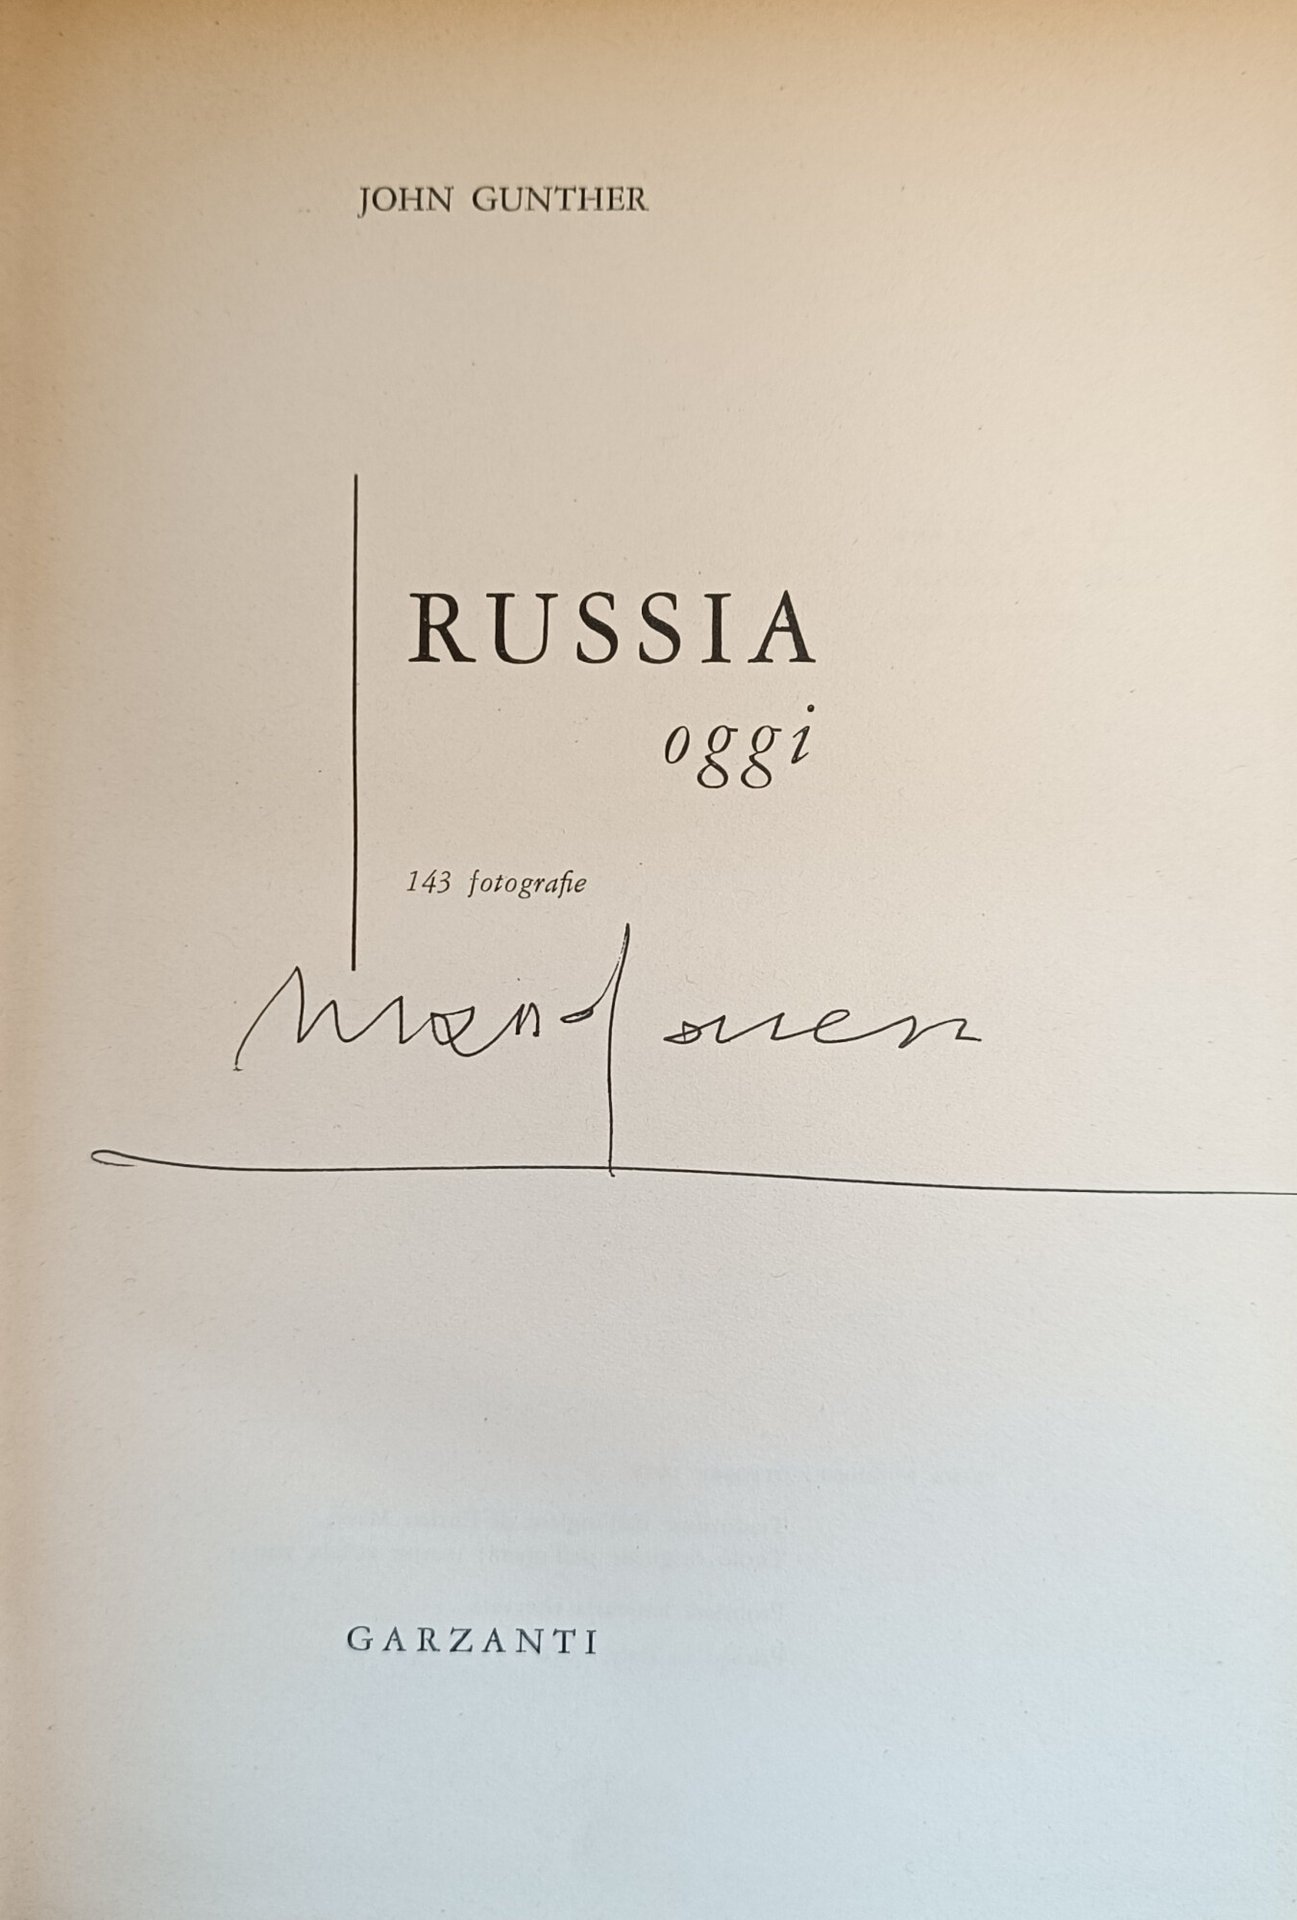 JOHN GUNTHER
RUSSIA
oggi
143 fotografie
GARZANTI